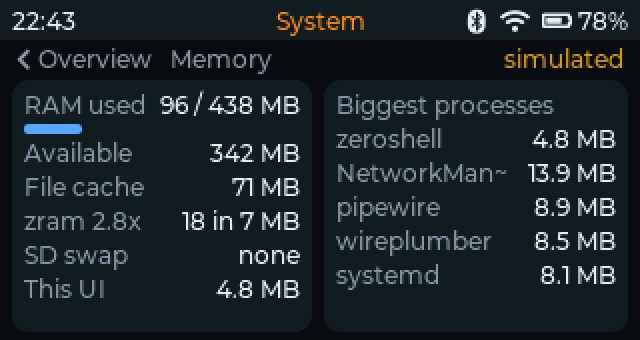 22:43 System 78%
Overview Memory simulated
RAM used 96 / 438 MB
Available 342 MB
File cache 71 MB
zram 2.8x 18 in 7 MB
SD swap none
This UI 4.8 MB
Biggest processes
zeroshell 4.8 MB
NetworkMan~ 13.9 MB
pipewire 8.9 MB
wireplumber 8.5 MB
systemd 8.1 MB